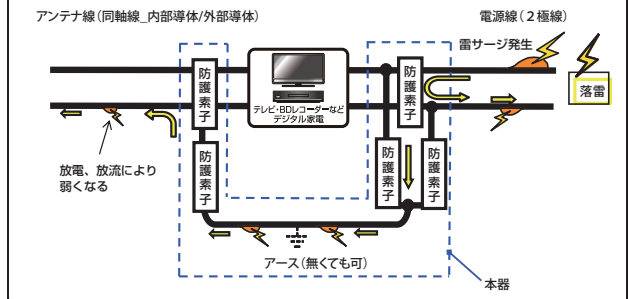 アンテナ線(同軸線_内部導体/外部導体)
電源線(2極線)
雷サージ発生
落雷
防護素子
防護素子
テレビ・BDレコーダーなど
デジタル家電
防護素子
防護素子
防護素子
放電、放流により
弱くなる
アース(無くても可)
本器